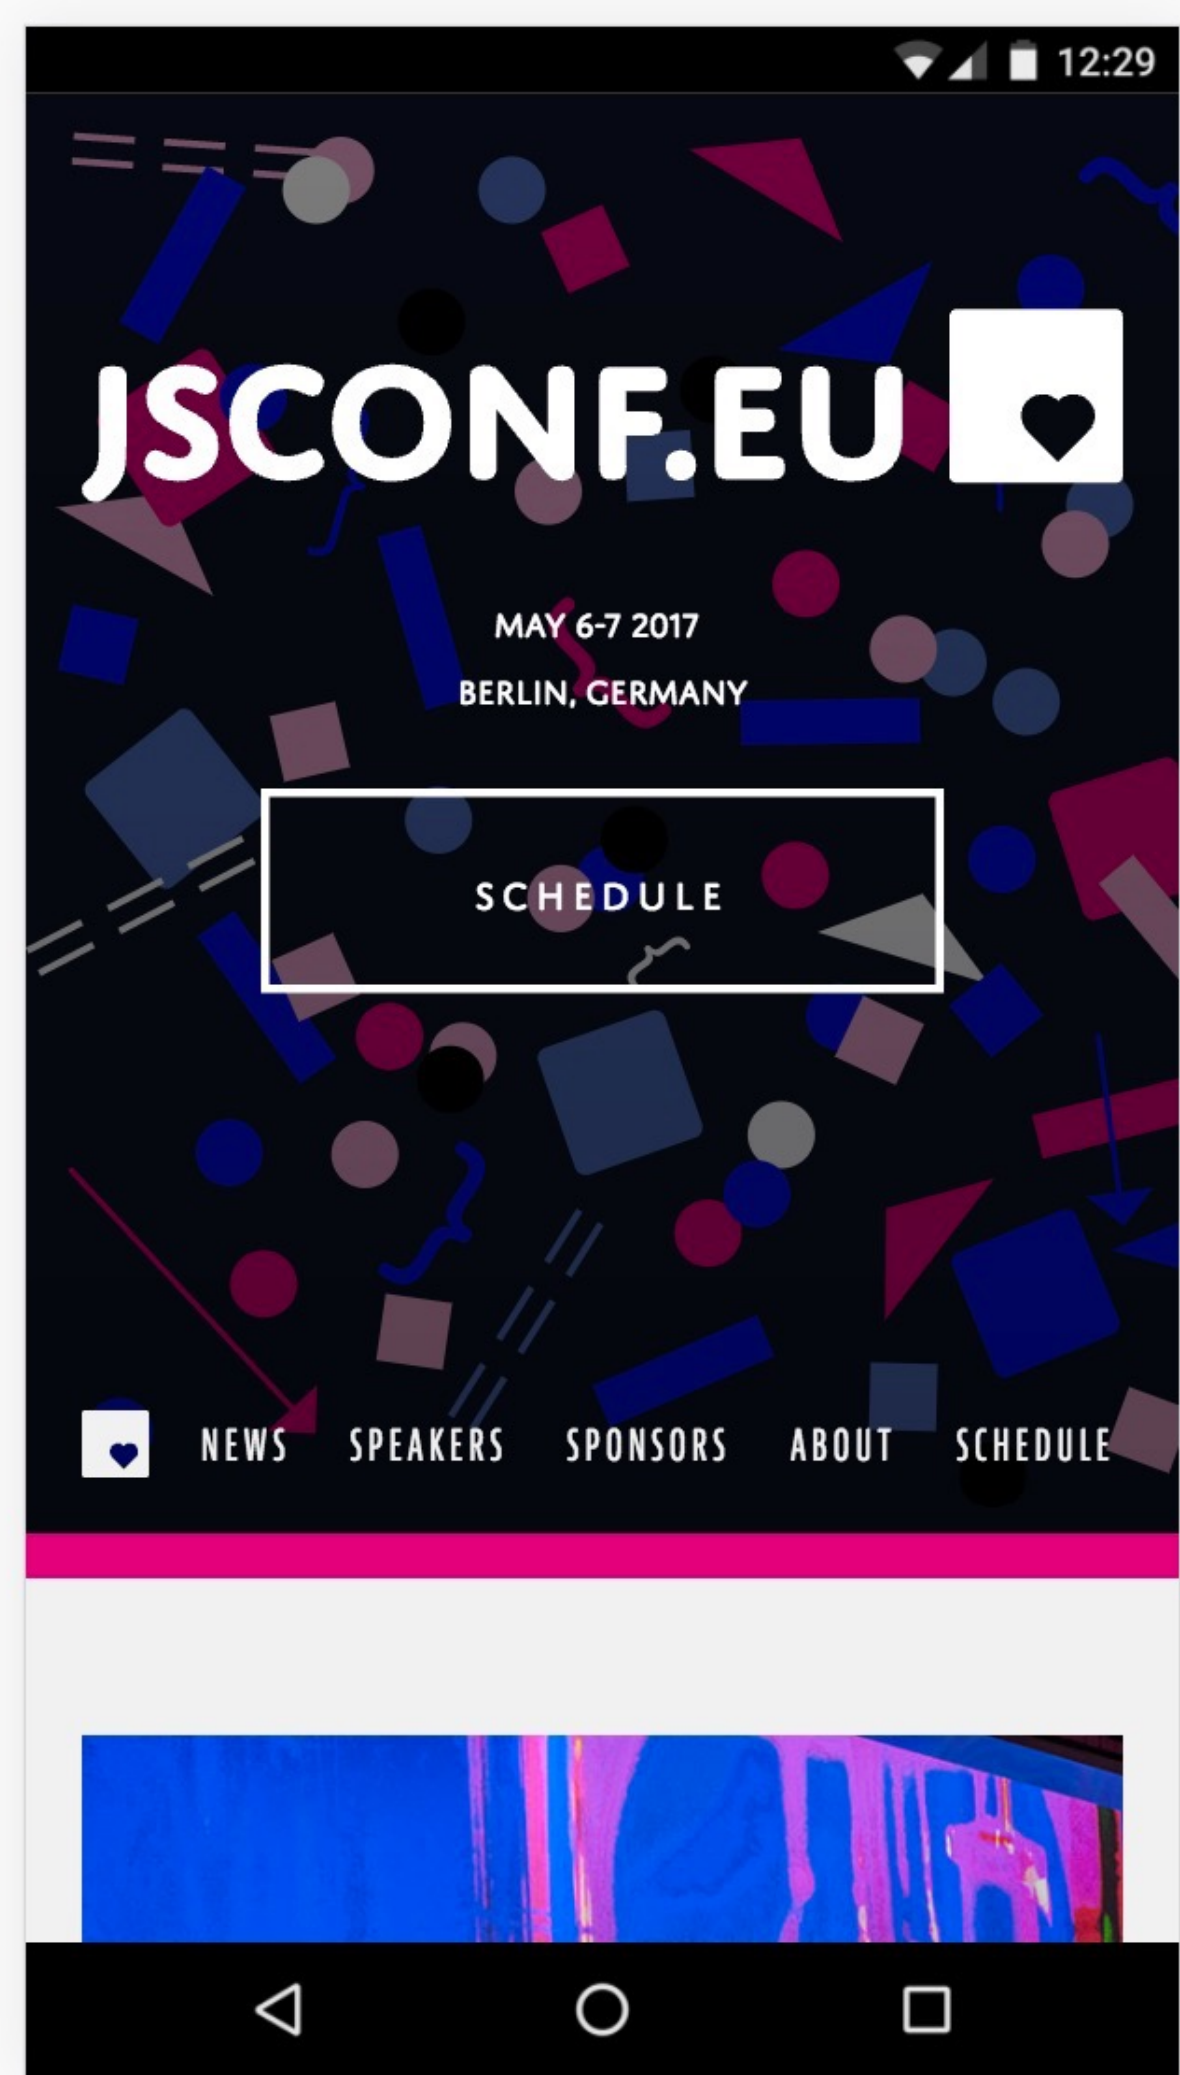 12:29
JSCONF.EU
MAY 6-7 2017
BERLIN, GERMANY
SCHEDULE
NEWS SPEAKERS SPONSORS ABOUT SCHEDULE